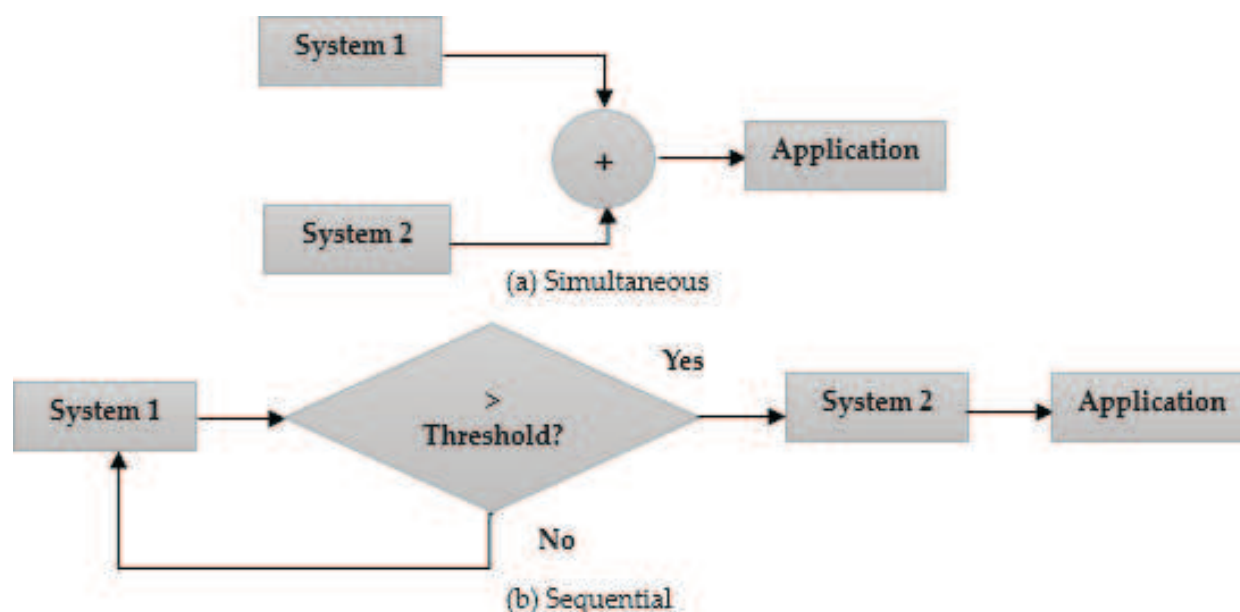 System 1
+
Application
System 2
(a) Simultaneous
Yes
System 1
>
Threshold?
System 2
Application
No
(b) Sequential